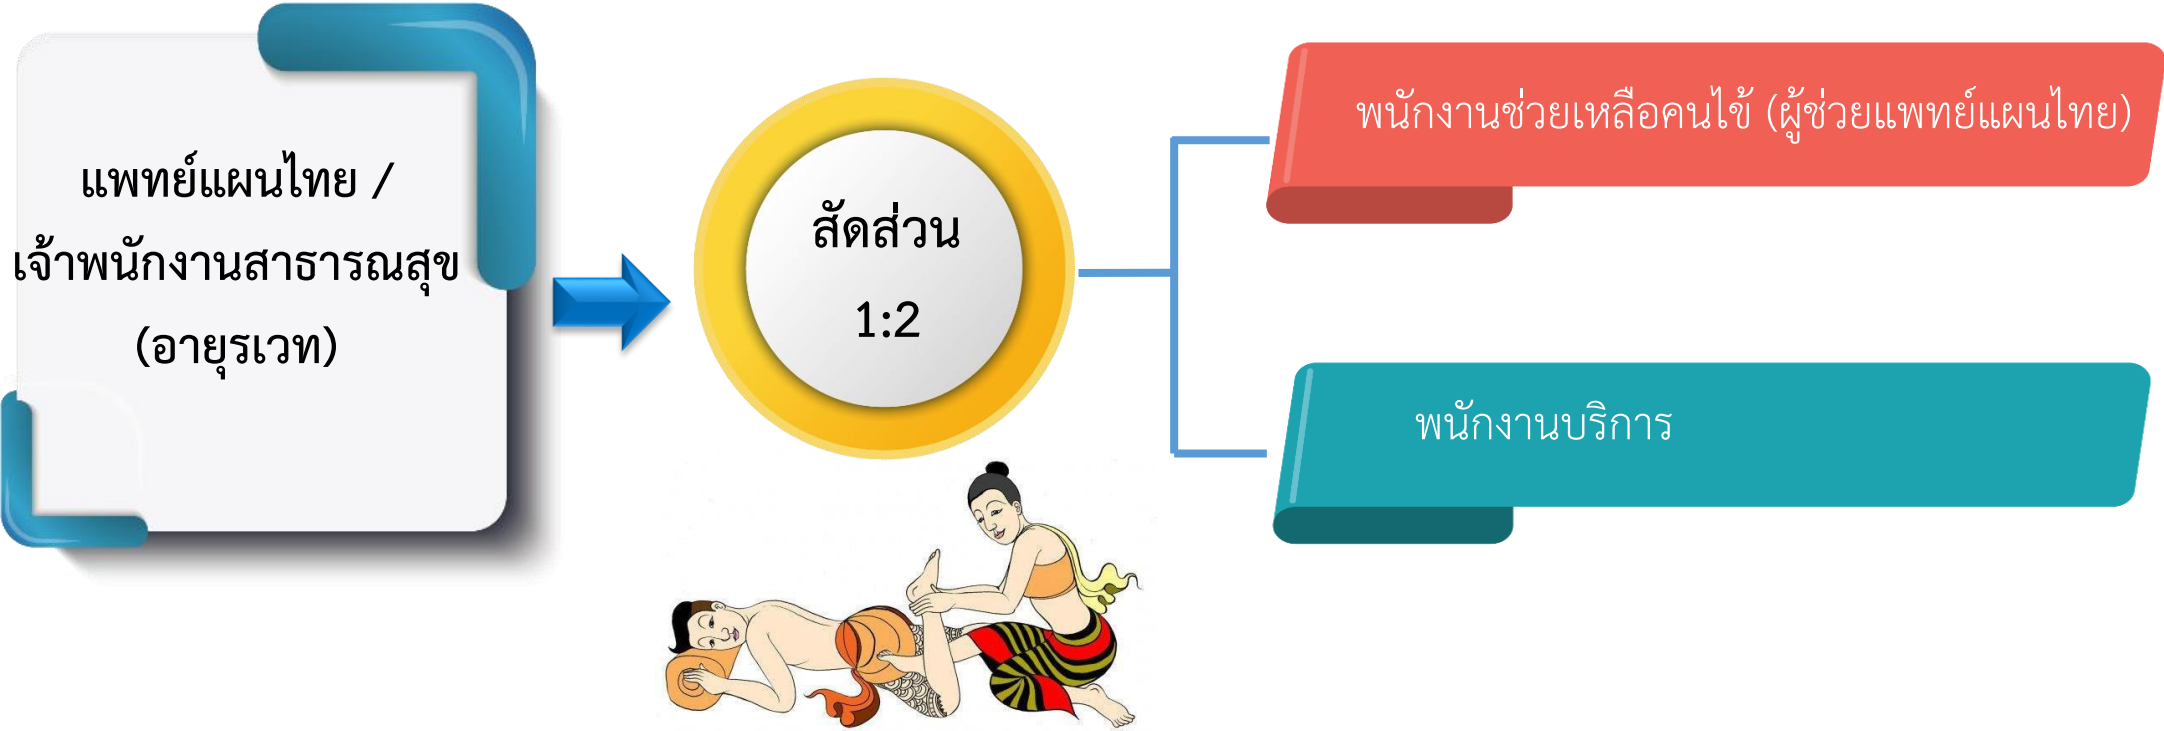 แพทย์แผนไทย /
เจ้าพนักงานสาธารณสุข
(อายุรเวท)
สัดส่วน
1:2
พนักงานช่วยเหลือคนไข้ (ผู้ช่วยแพทย์แผนไทย)
พนักงานบริการ